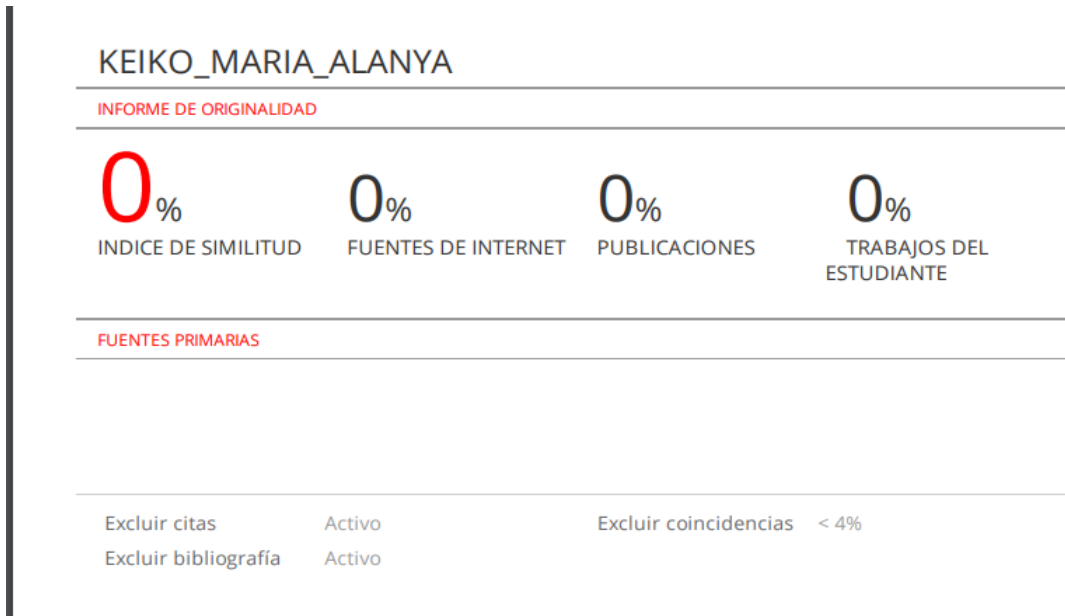 KEIKO_MARIA_ALANYA
INFORME DE ORIGINALIDAD
0% 0% 0% 0%
INDICE DE SIMILITUD FUENTES DE INTERNET PUBLICACIONES TRABAJOS DEL
ESTUDIANTE
FUENTES PRIMARIAS
Excluir citas Activo Excluir coincidencias < 4%
Excluir bibliografía Activo